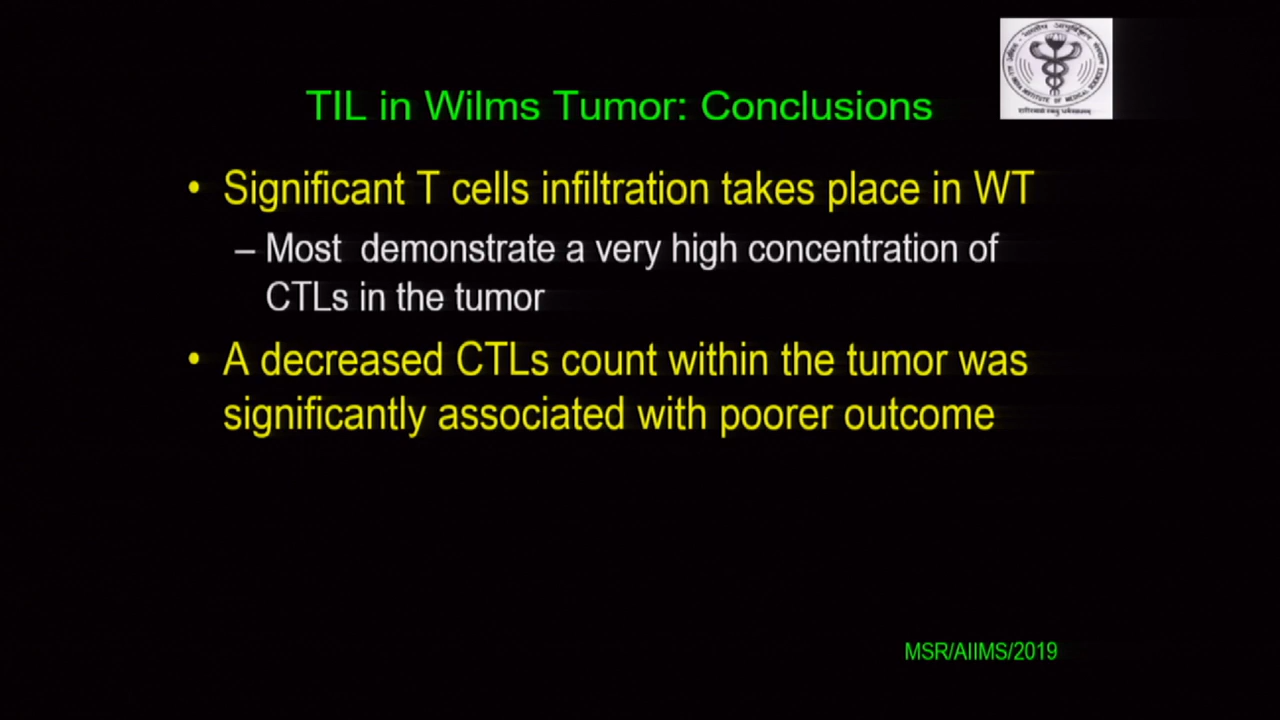 TIL in Wilms Tumor: Conclusions
• Significant T cells infiltration takes place in WT
– Most demonstrate a very high concentration of
CTLs in the tumor
• A decreased CTLs count within the tumor was
significantly associated with poorer outcome
MSR/AIIMS/2019